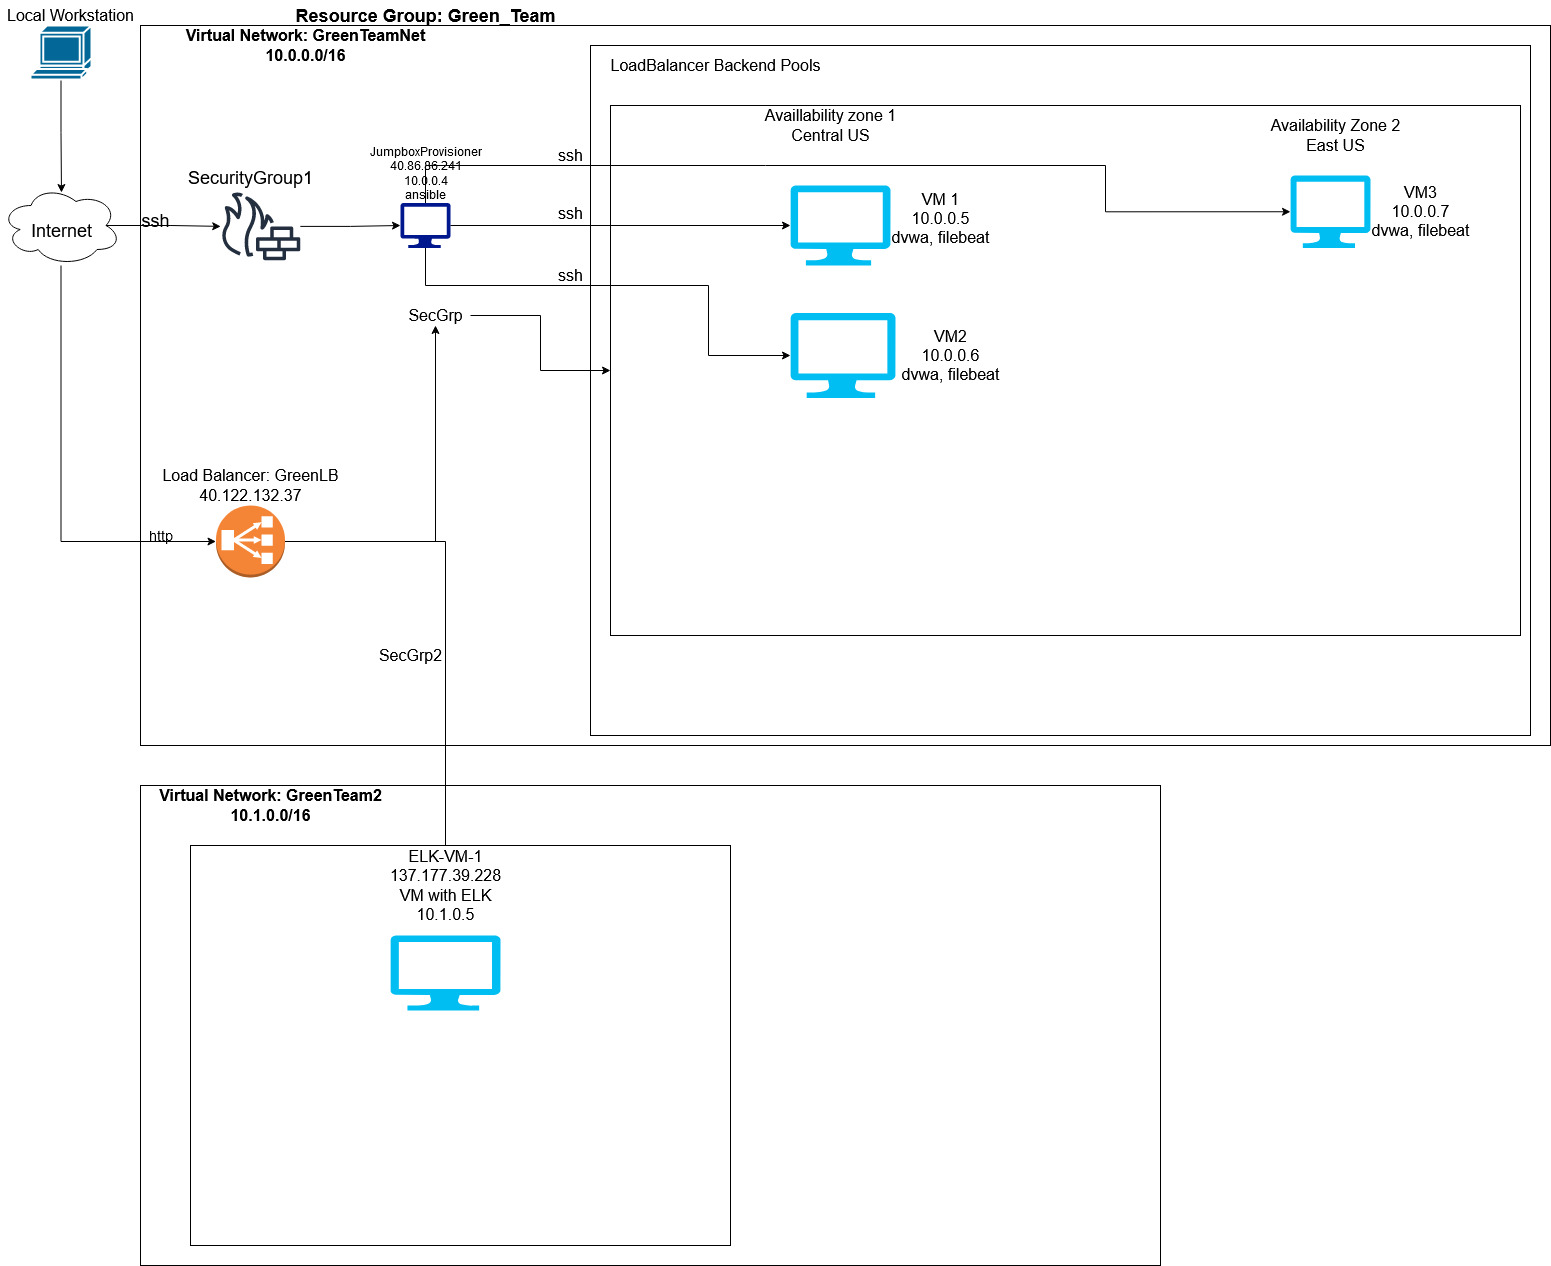 Local Workstation
Resource Group: Green_Team
Virtual Network: GreenTeamNet
10.0.0.0/16
LoadBalancer Backend Pools
Availlability zone 1
Central US
Availability Zone 2
East US
JumpboxProvisioner
40.86.86.241
10.0.0.4
ansible
ssh
SecurityGroup1
VM 1
10.0.0.5
dvwa, filebeat
VM3
10.0.0.7
dvwa, filebeat
Internet
ssh
ssh
ssh
SecGrp
VM2
10.0.0.6
dvwa, filebeat
Load Balancer: GreenLB
40.122.132.37
http
SecGrp2
Virtual Network: GreenTeam2
10.1.0.0/16
ELK-VM-1
137.177.39.228
VM with ELK
10.1.0.5